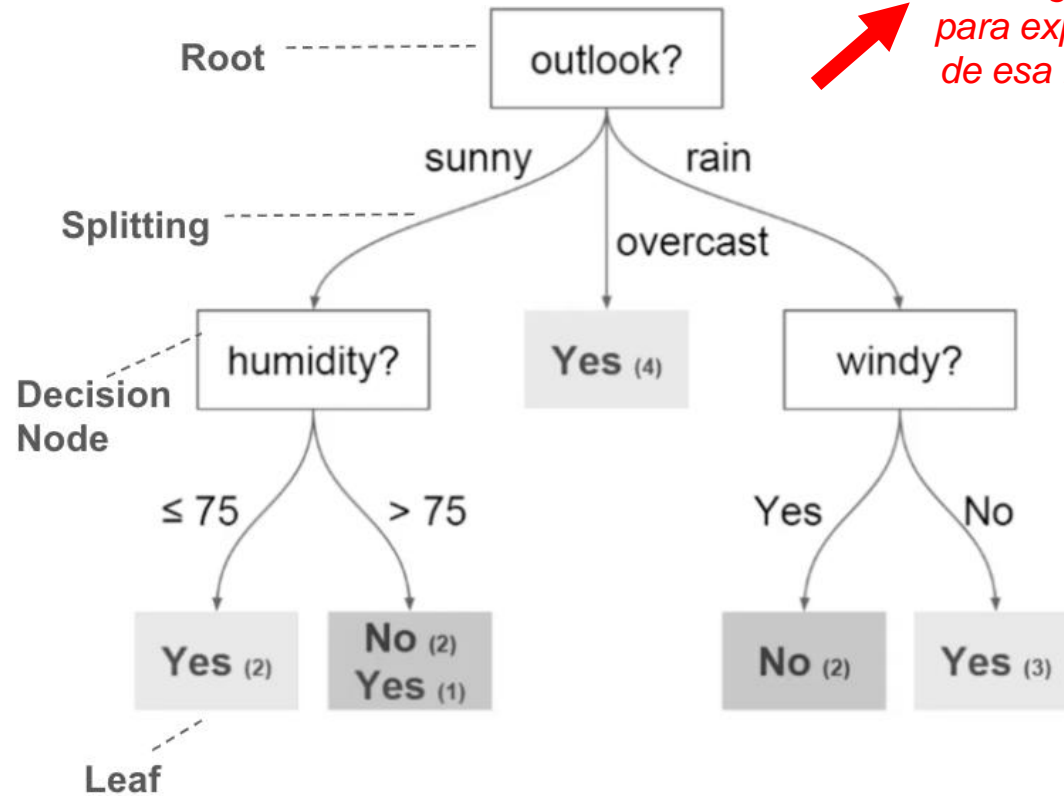 para
de esa
Root
outlook?
sunny
rain
Splitting
overcast
humidity?
Yes (4)
windy?
Decision
Node
≤ 75
> 75
Yes
No
Yes (2)
No (2)
Yes (1)
No (2)
Yes (3)
Leaf